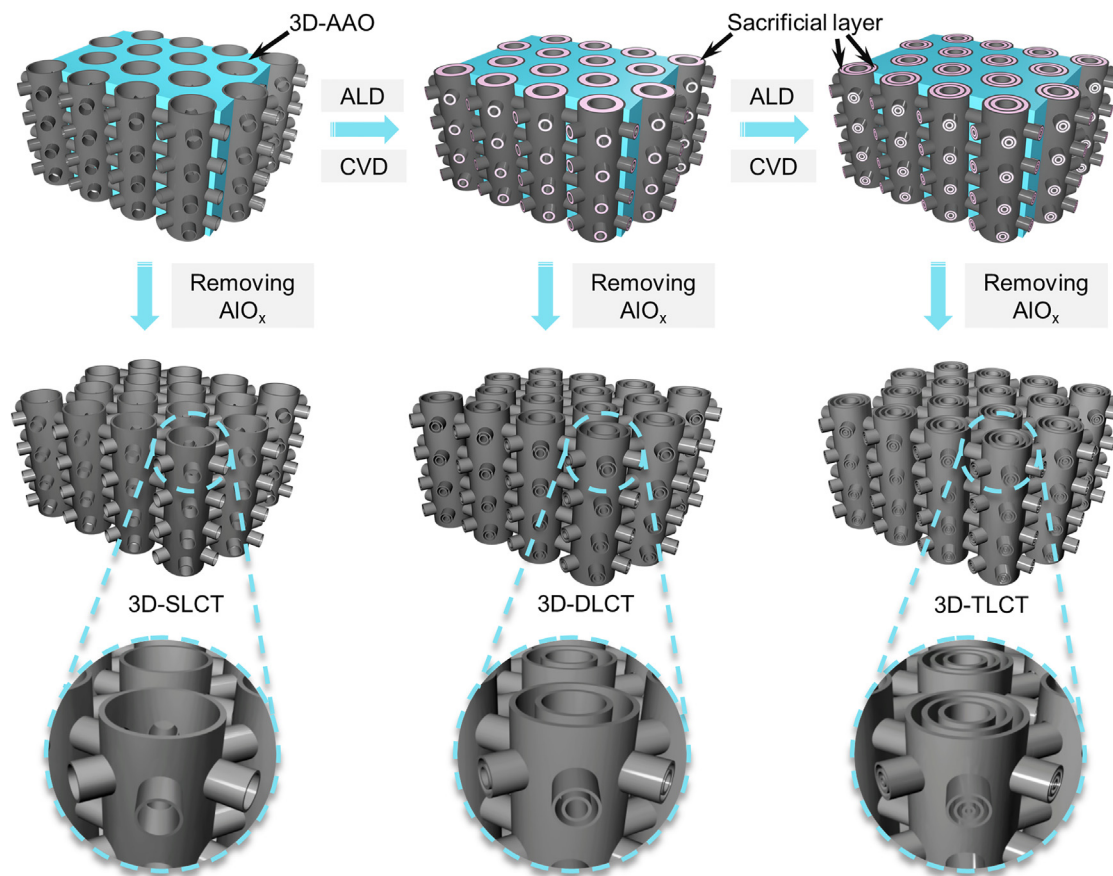 3D-AAO
Sacrificial layer
ALD
CVD
ALD
CVD
Removing
AlOₓ
Removing
AlOₓ
Removing
AlOₓ
3D-SLCT
3D-DLCT
3D-TLCT